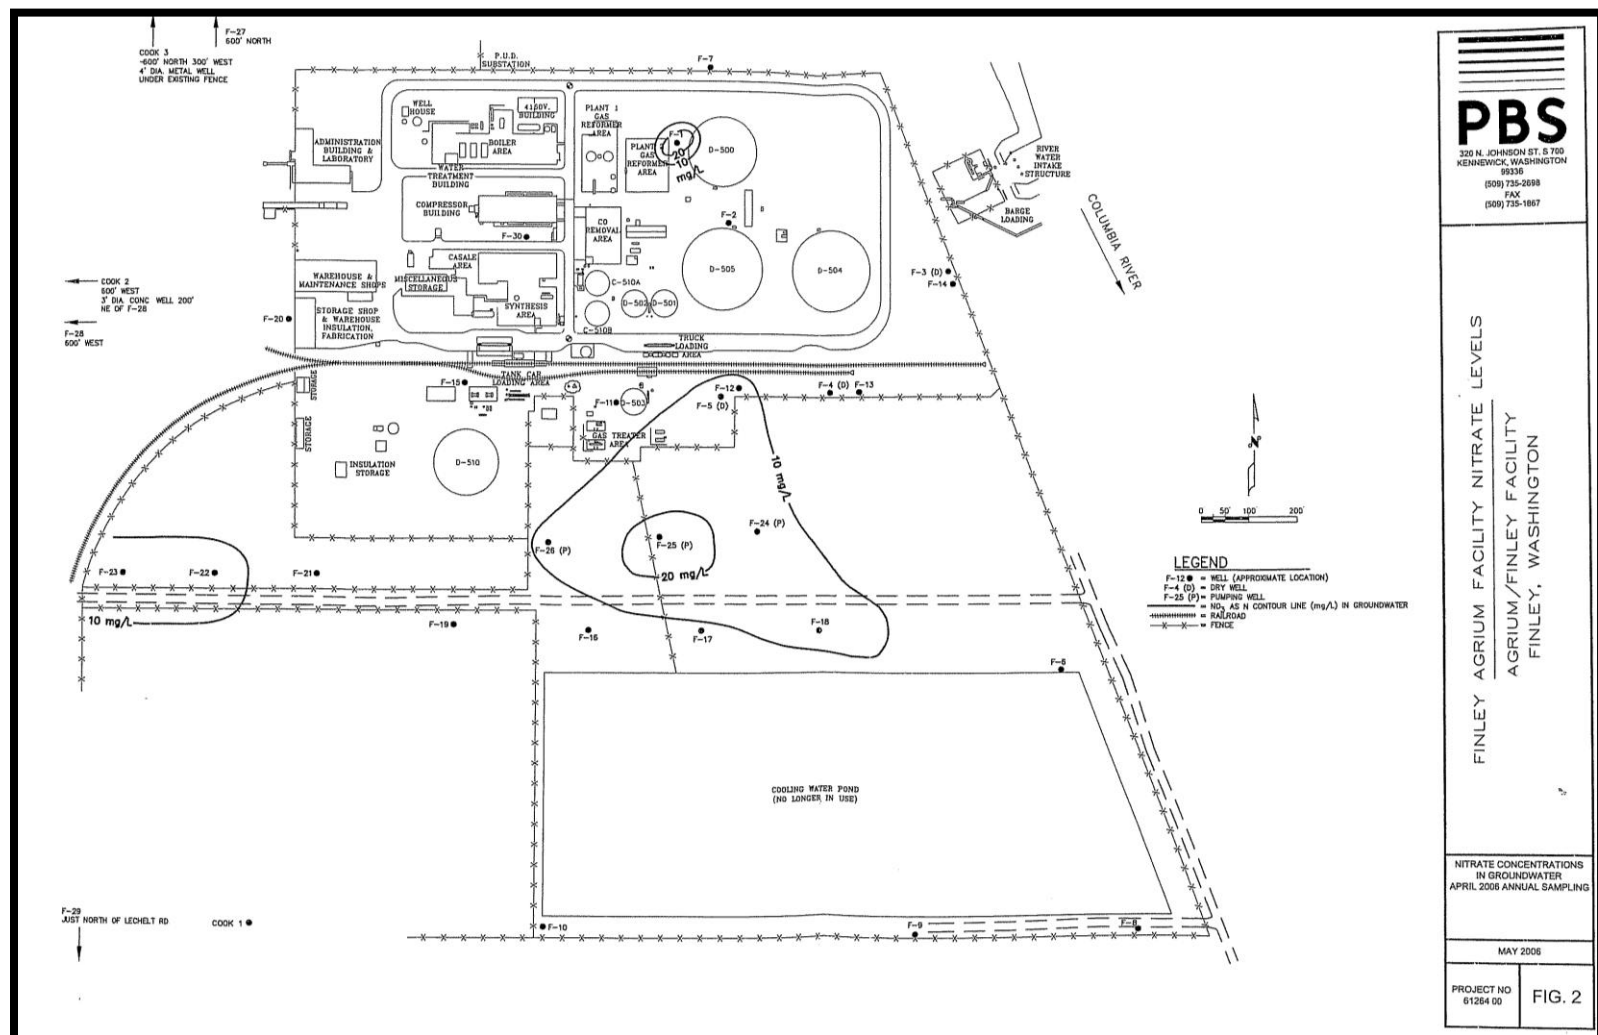 F-27
600' NORTH
COOK 3
-600' NORTH 300' WEST
4' DIA. METAL WELL
UNDER EXISTING FENCE
P.U.D.
SUBSTATION
F-7
WELL
HOUSE
4160V.
BUILDING
BOILER
AREA
PLANT 1
GAS
REFORMER
AREA
F-1
20
10
mg/L
D-500
PLANT
GAS
REFORMER
AREA
ADMINISTRATION
BUILDING &
LABORATORY
WATER
TREATMENT
BUILDING
COMPRESSOR
BUILDING
F-30
CO
REMOVAL
AREA
F-2
D-505
D-504
RIVER
WATER
INTAKE
STRUCTURE
BARGE
LOADING
COLUMBIA RIVER
F-3 (D)
F-14
CASALE
AREA
MISCELLANEOUS
STORAGE
SYNTHESIS
AREA
C-510A
D-502
D-501
C-510B
WAREHOUSE &
MAINTENANCE SHOPS
STORAGE SHOP
& WAREHOUSE
INSULATION,
FABRICATION
COOK 2
600' WEST
3' DIA CONC WELL 200'
NE OF F-28
F-20
F-28
600' WEST
TRUCK
LOADING
AREA
TANK CAR
LOADING AREA
STORAGE
STORAGE
F-15
F-11
D-503
F-12
F-5 (D)
F-4 (D)
F-13
GAS TREATER
AREA
INSULATION
STORAGE
D-510
10 mg/L
F-26 (P)
F-25 (P)
F-24 (P)
20 mg/L
F-23
F-22
F-21
10 mg/L
F-19
F-16
F-17
F-18
F-6
COOLING WATER POND
(NO LONGER IN USE)
F-29
JUST NORTH OF LECHELT RD
COOK 1
F-10
F-9
F-8
N
0 50' 100' 200'
LEGEND
F-12 = WELL (APPROXIMATE LOCATION)
F-4 (D) = DRY WELL
F-25 (P) = PUMPING WELL
= NO3 AS N CONTOUR LINE (mg/L) IN GROUNDWATER
= RAILROAD
= FENCE
PBS
320 N. JOHNSON ST. S 700
KENNEWICK, WASHINGTON
99336
(509) 735-2698
FAX
(509) 735-1867
FINLEY AGRIUM FACILITY NITRATE LEVELS
AGRIUM/FINLEY FACILITY
FINLEY, WASHINGTON
NITRATE CONCENTRATIONS
IN GROUNDWATER
APRIL 2006 ANNUAL SAMPLING
MAY 2006
PROJECT NO
61264 00
FIG. 2